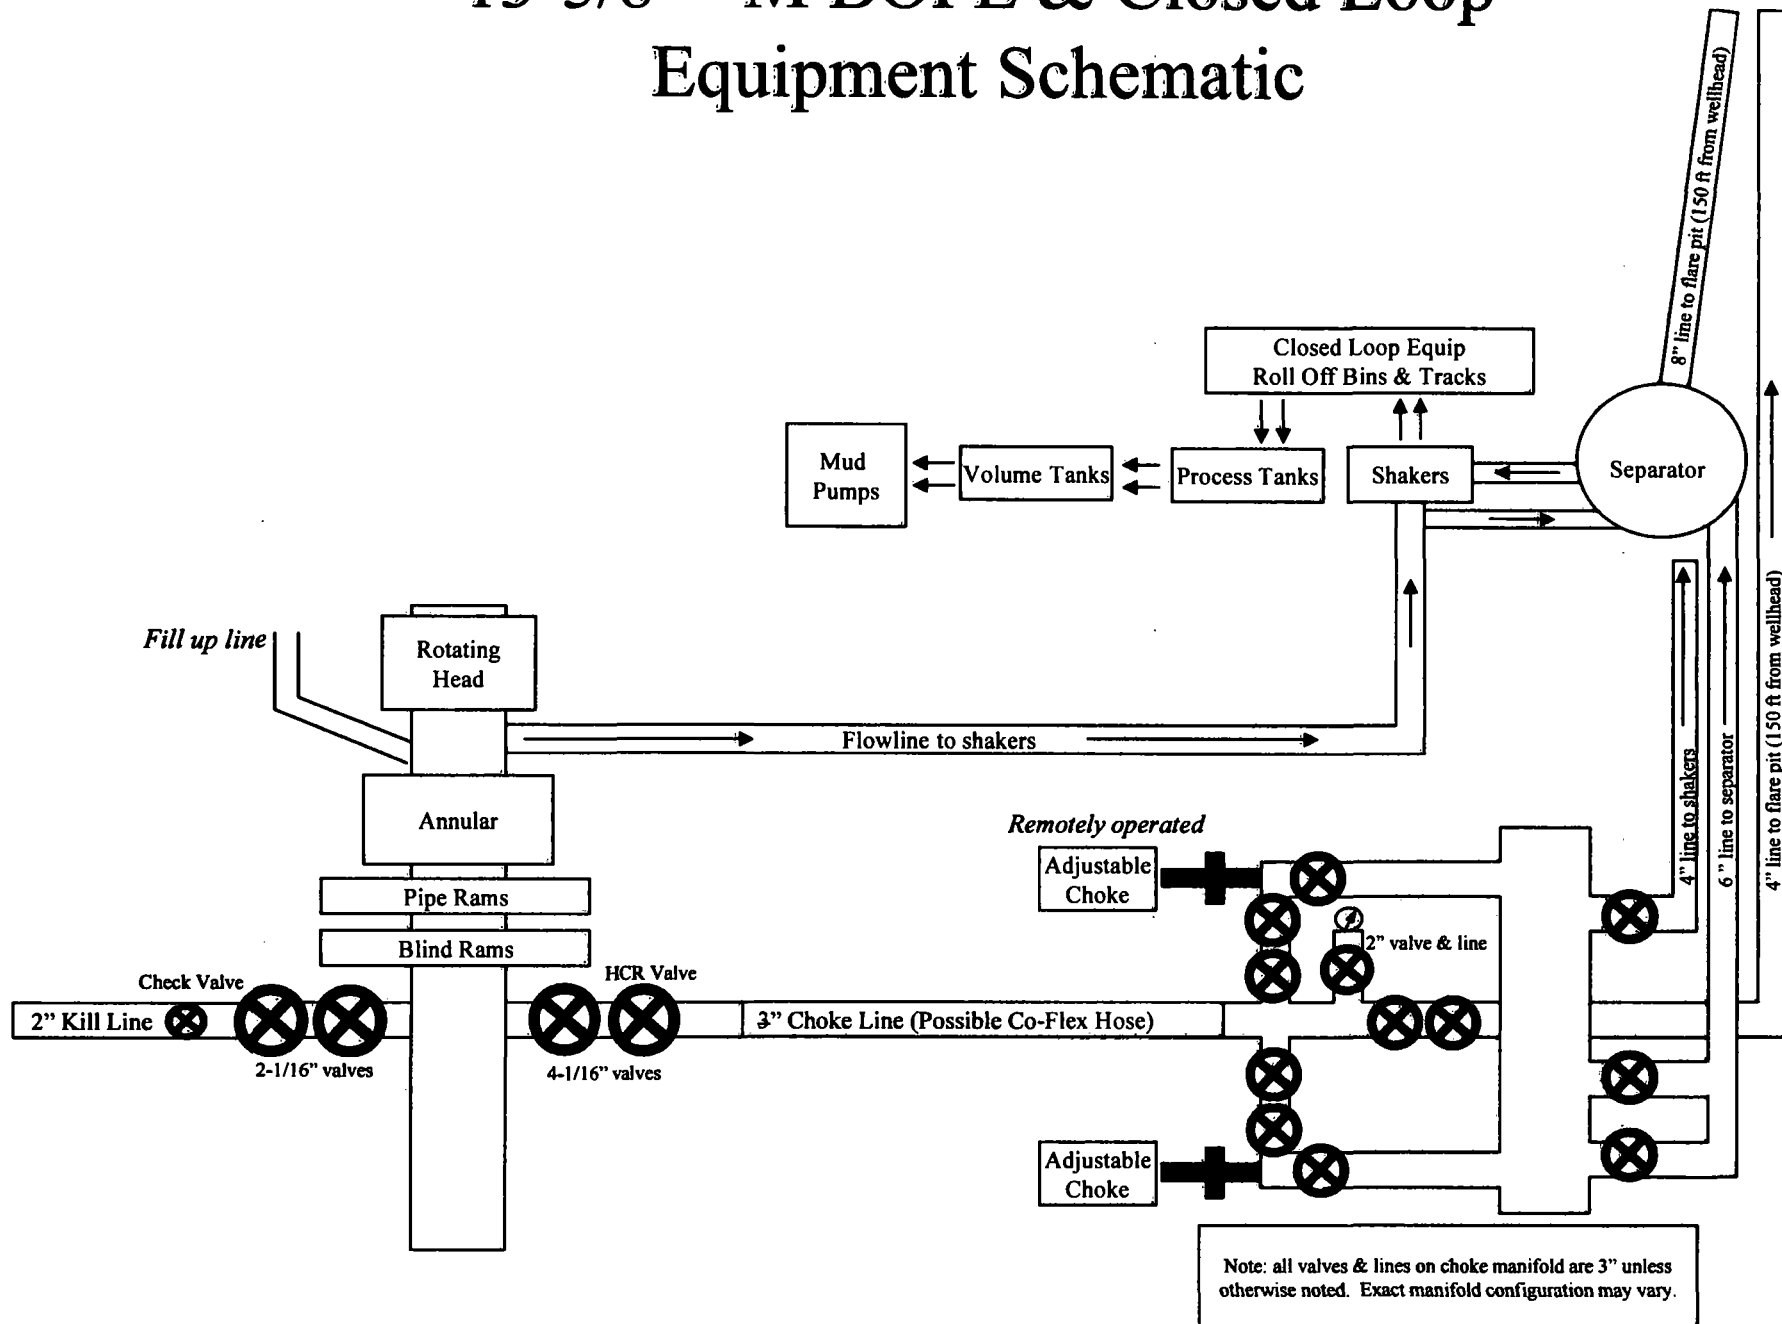 Equipment Schematic
8" line to flare pit (150 ft from wellhead)
Closed Loop Equip
Roll Off Bins & Tracks
Mud
Pumps
Volume Tanks
Process Tanks
Shakers
Separator
Fill up line
Rotating
Head
Flowline to shakers
Annular
Pipe Rams
Blind Rams
Check Valve
HCR Valve
2" Kill Line
3" Choke Line (Possible Co-Flex Hose)
2-1/16" valves
4-1/16" valves
Remotely operated
Adjustable
Choke
2" valve & line
Adjustable
Choke
4" line to shakers
6" line to separator
4" line to flare pit (150 ft from wellhead)
Note: all valves & lines on choke manifold are 3" unless
otherwise noted. Exact manifold configuration may vary.